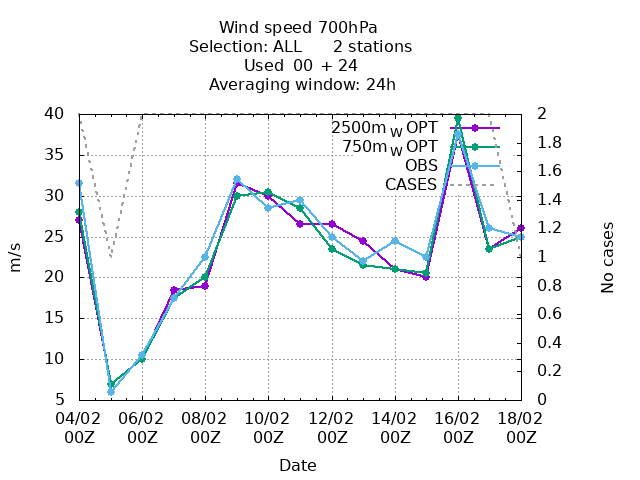 Wind speed 700hPa
Selection: ALL 2 stations
Used 00 + 24
Averaging window: 24h
40 2
35 1.8
30 1.6
25 1.4
20 1.2
15 1
10 0.8
5 0.6
0.4
0.2
0
2500m W OPT
750m W OPT
OBS
CASES
m/s
No cases
04/02 06/02 08/02 10/02 12/02 14/02 16/02 18/02
00Z 00Z 00Z 00Z 00Z 00Z 00Z 00Z
Date